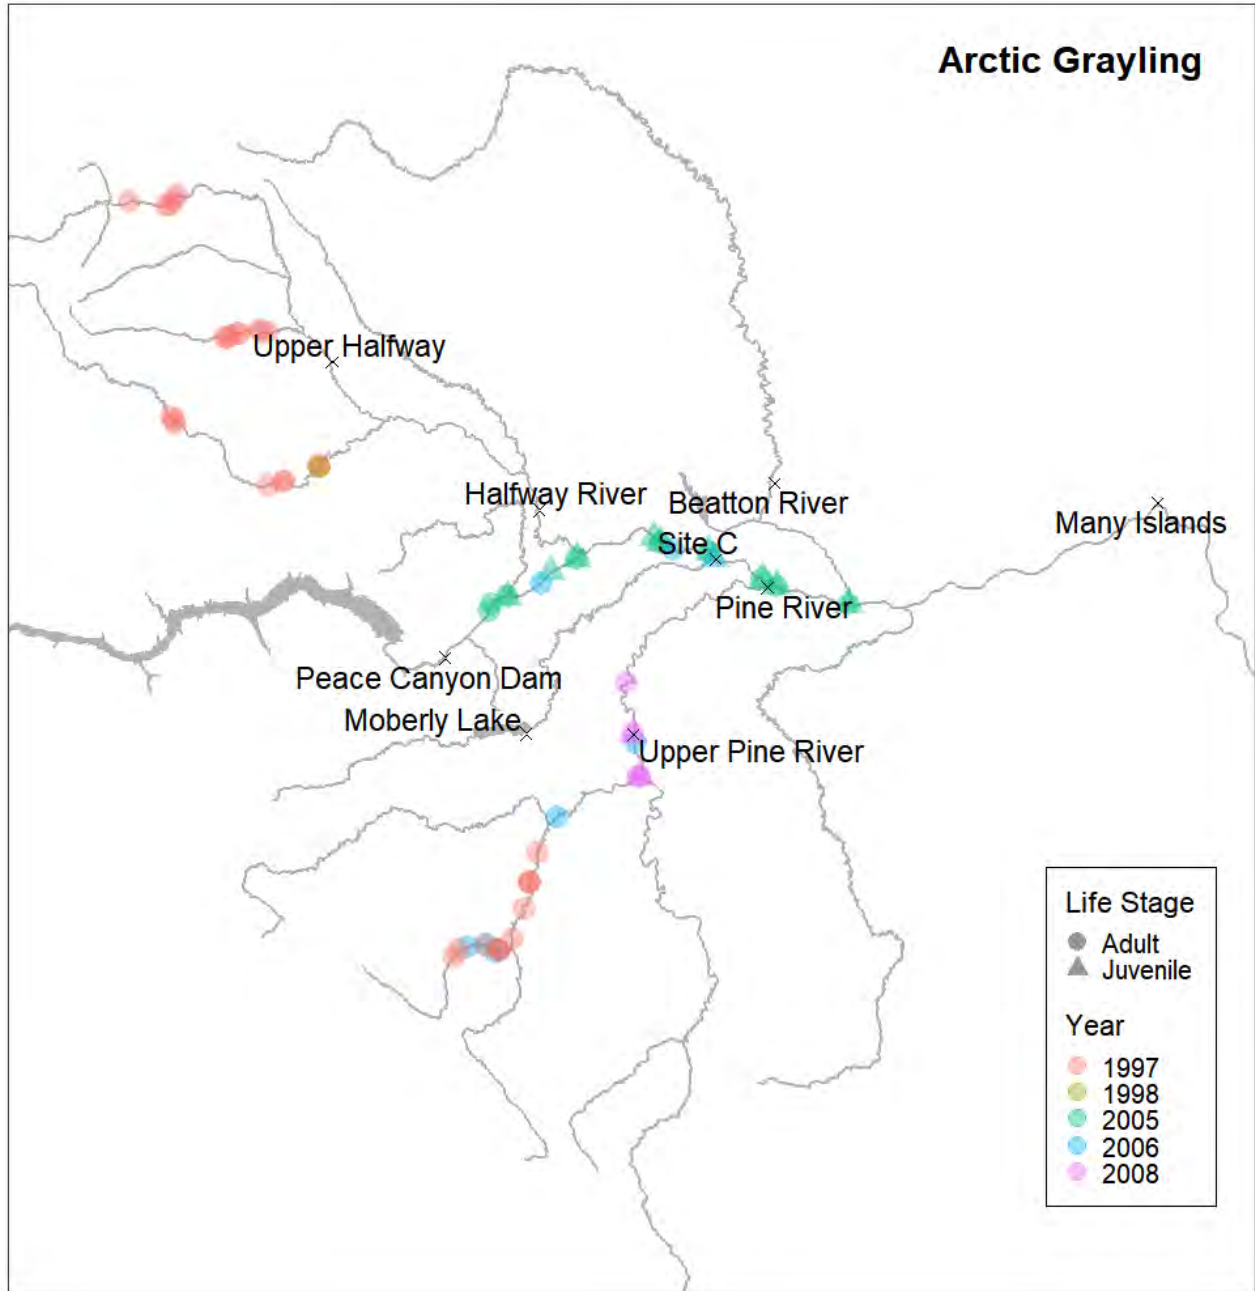 Arctic Grayling
Upper Halfway
Halfway River
Beatton River
Many Islands
Site C
Pine River
Peace Canyon Dam
Moberly Lake
Upper Pine River
Life Stage
Adult
Juvenile
Year
1997
1998
2005
2006
2008